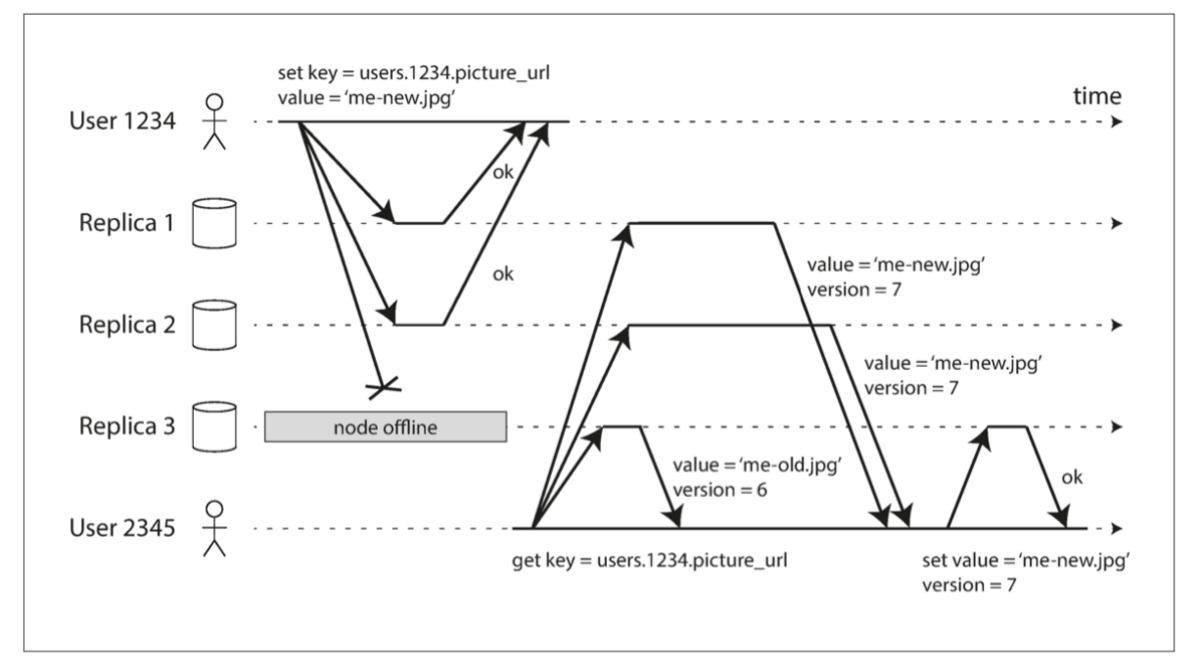 set key = users.1234.picture_url
value = 'me-new.jpg'
time
User 1234
ok
Replica 1
value = 'me-new.jpg'
version = 7
ok
Replica 2
value = 'me-new.jpg'
version = 7
Replica 3
node offline
value = 'me-old.jpg'
version = 6
ok
User 2345
get key = users.1234.picture_url
set value = 'me-new.jpg'
version = 7